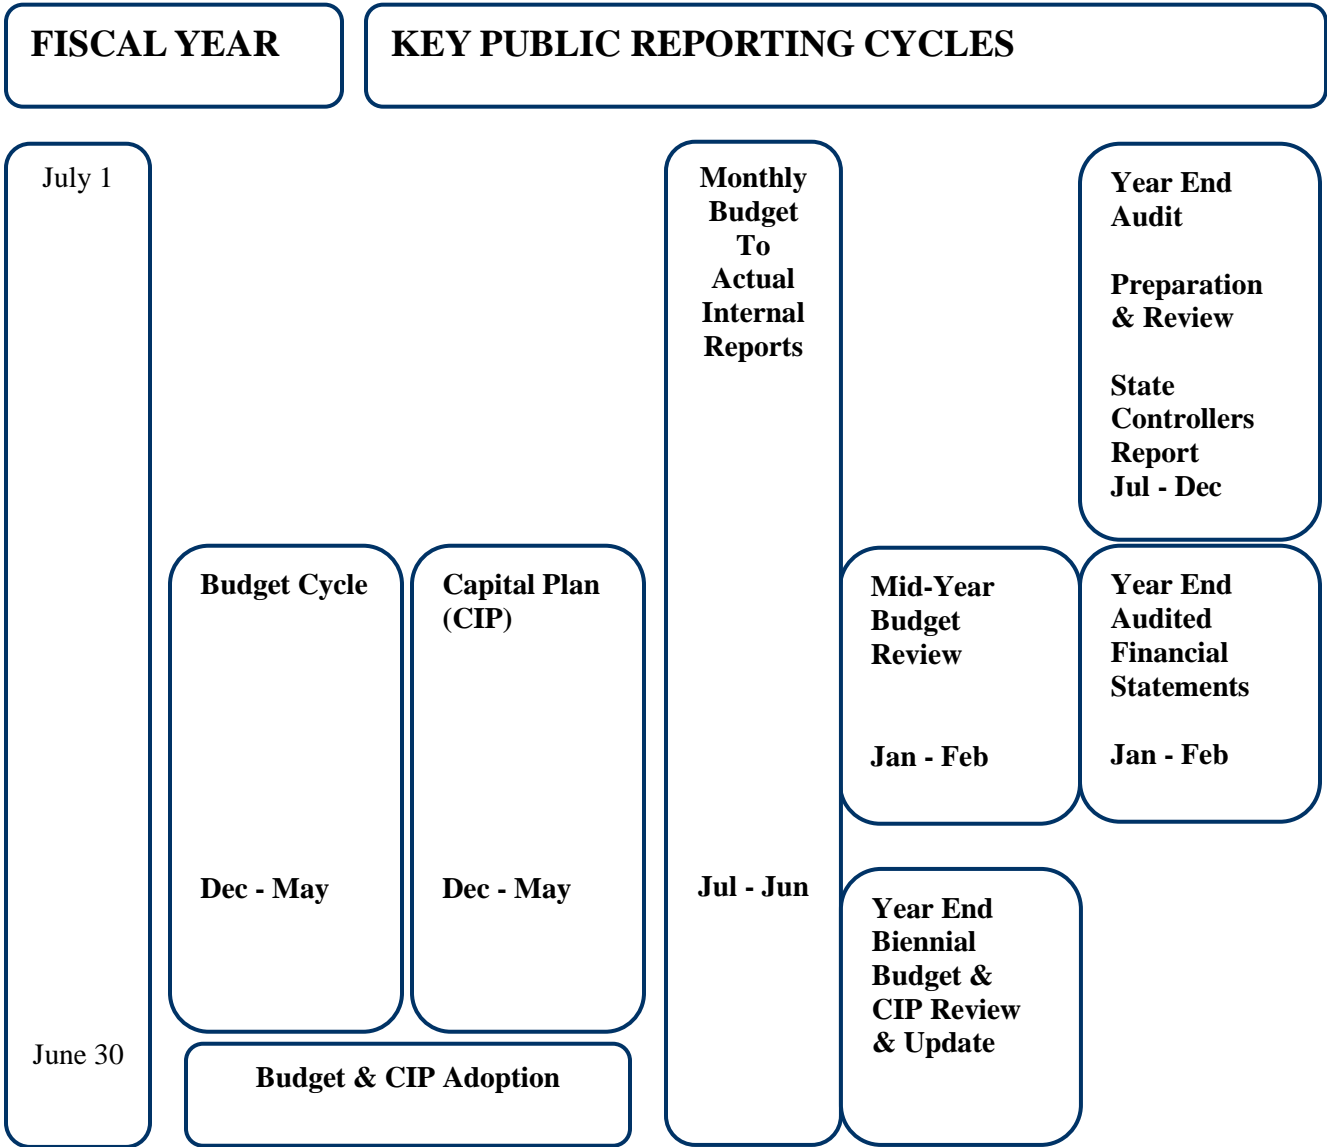 FISCAL YEAR
KEY PUBLIC REPORTING CYCLES
July 1
June 30
Budget Cycle
Dec - May
Capital Plan
(CIP)
Dec - May
Budget & CIP Adoption
Monthly
Budget
To
Actual
Internal
Reports
Jul - Jun
Mid-Year
Budget
Review
Jan - Feb
Year End
Biennial
Budget &
CIP Review
& Update
Year End
Audit
Preparation
& Review
State
Controllers
Report
Jul - Dec
Year End
Audited
Financial
Statements
Jan - Feb